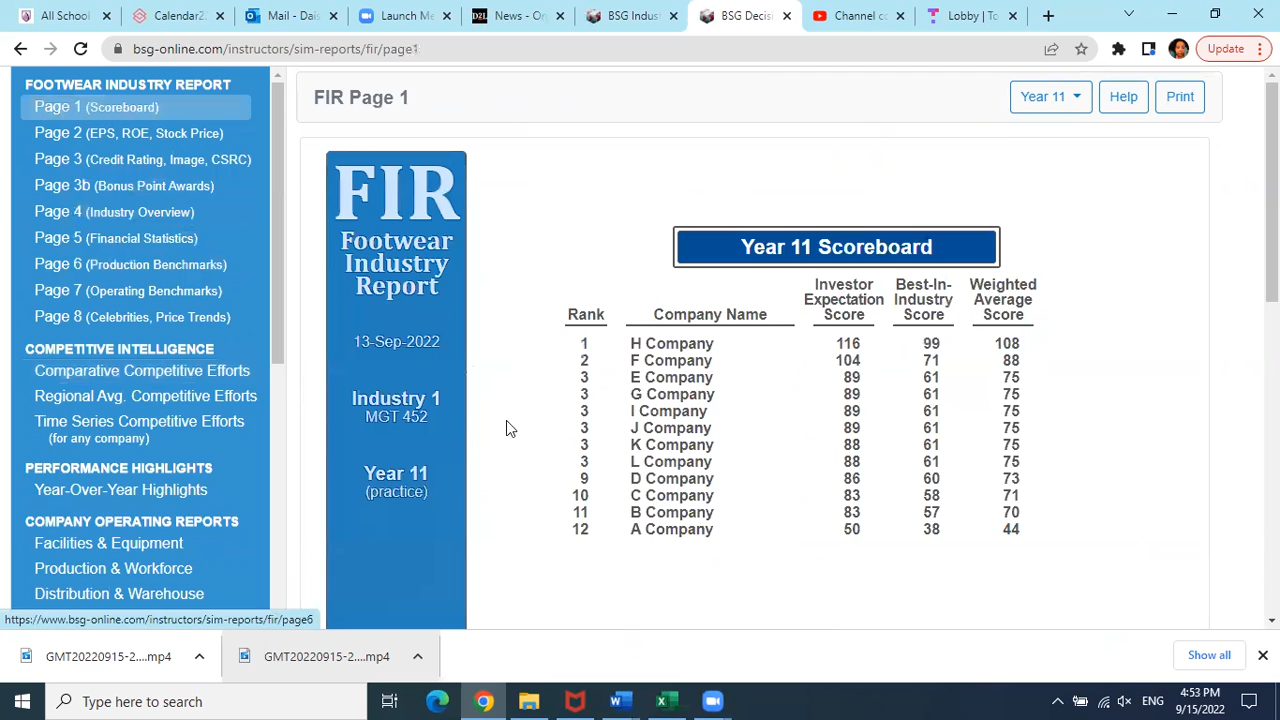 All School
Calendar22
Mail - Dais
Launch Me
News - Or
BSG Indus
BSG Decisi
Channel co
Lobby | To
bsg-online.com/instructors/sim-reports/fir/page1
Update
FOOTWEAR INDUSTRY REPORT
Page 1 (Scoreboard)
Page 2 (EPS, ROE, Stock Price)
Page 3 (Credit Rating, Image, CSRC)
Page 3b (Bonus Point Awards)
Page 4 (Industry Overview)
Page 5 (Financial Statistics)
Page 6 (Production Benchmarks)
Page 7 (Operating Benchmarks)
Page 8 (Celebrities, Price Trends)
COMPETITIVE INTELLIGENCE
Comparative Competitive Efforts
Regional Avg. Competitive Efforts
Time Series Competitive Efforts
(for any company)
PERFORMANCE HIGHLIGHTS
Year-Over-Year Highlights
COMPANY OPERATING REPORTS
Facilities & Equipment
Production & Workforce
Distribution & Warehouse
https://www.bsg-online.com/instructors/sim-reports/fir/page6
FIR Page 1
Year 11
Help
Print
FIR
Footwear
Industry
Report
13-Sep-2022
Industry 1
MGT 452
Year 11
(practice)
Year 11 Scoreboard
Investor Best-In- Weighted
Expectation Industry Average
Rank Company Name Score Score Score
1 H Company 116 99 108
2 F Company 104 71 88
3 E Company 89 61 75
3 G Company 89 61 75
3 I Company 89 61 75
3 J Company 89 61 75
3 K Company 88 61 75
3 L Company 88 61 75
9 D Company 86 60 73
10 C Company 83 58 71
11 B Company 83 57 70
12 A Company 50 38 44
GMT20220915-2....mp4
GMT20220915-2....mp4
Show all
Type here to search
ENG
4:53 PM
9/15/2022